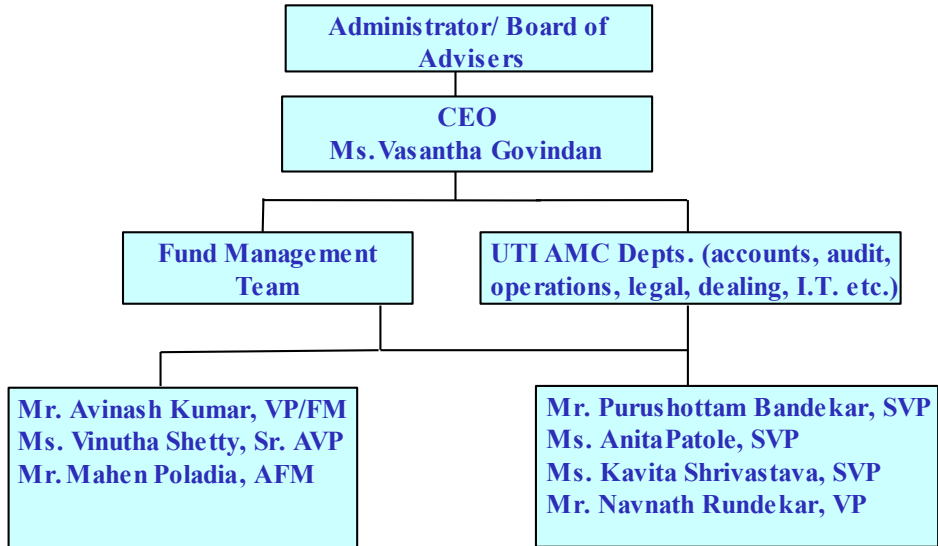 Administrator/ Board of
Advisers
CEO
Ms. Vasantha Govindan
Fund Management
Team
UTI AMC Depts. (accounts, audit,
operations, legal, dealing, I.T. etc.)
Mr. Avinash Kumar, VP/FM
Ms. Vinutha Shetty, Sr. AVP
Mr. Mahen Poladia, AFM
Mr. Purushottam Bandekar, SVP
Ms. Anita Patole, SVP
Ms. Kavita Shrivastava, SVP
Mr. Navnath Rundekar, VP